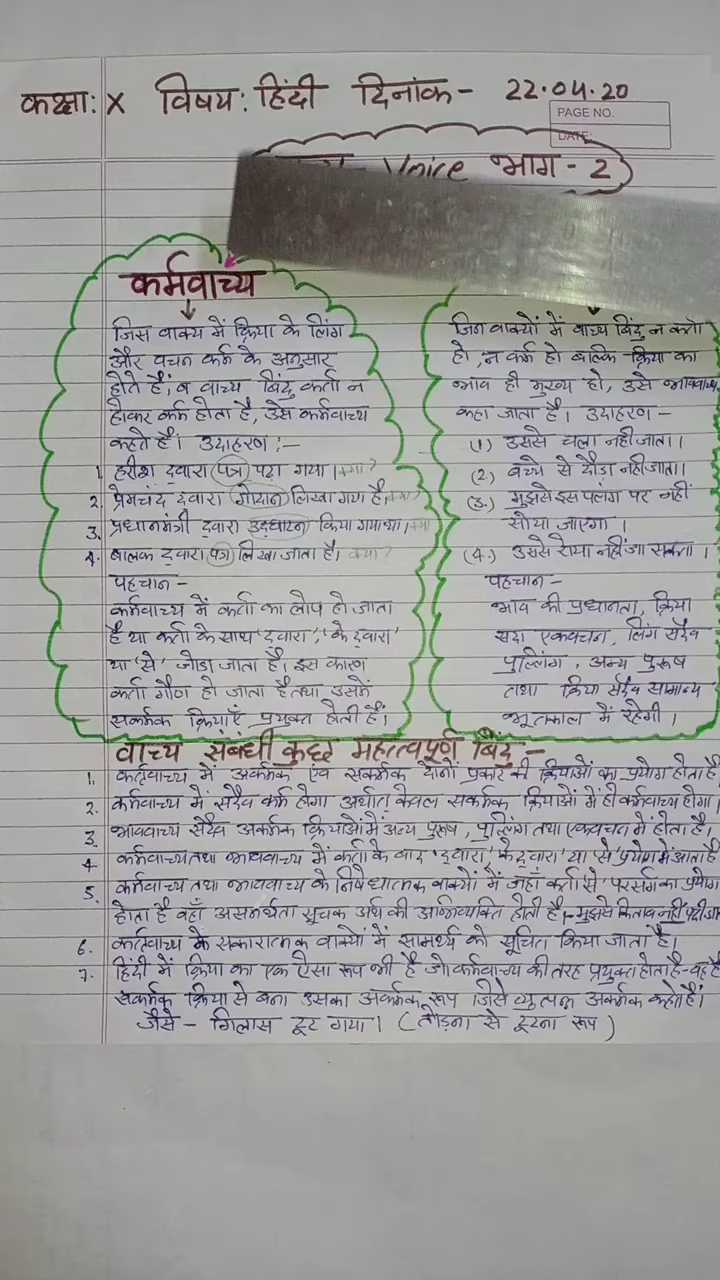 कक्षा: X विषय: हिंदी दिनांक- 22.04.20
PAGE NO.
DATE:
Voice भाग-2
कर्मवाच्य
जिस वाक्य में क्रिया के लिंग
और वचन कर्म के अनुसार
होते हैं, व वाच्य बिंदु कर्ता न
होकर कर्म होता है, उसे कर्मवाच्य
कहते हैं। उदाहरण:-
1. हरीश द्वारा पत्र पढ़ा गया। क्या?
2. प्रेमचंद द्वारा गोदान लिखा गया है। क्या?
3. प्रधानमंत्री द्वारा उद्घाटन किया गया था। क्या
4. बालक द्वारा पत्र लिखा जाता है। क्या?
पहचान-
कर्मवाच्य में कर्ता का लोप हो जाता
है या कर्ता के साथ 'द्वारा', 'के द्वारा'
या 'से' जोड़ा जाता है। इस कारण
कर्ता गौण हो जाता है तथा उसमें
सकर्मक क्रियाएँ प्रयुक्त होती हैं।
जिन वाक्यों में वाच्य बिंदु न कर्ता
हो, न कर्म हो बल्कि क्रिया का
भाव ही मुख्य हो, उसे भाववाच्य
कहा जाता है। उदाहरण-
(1) उससे चला नहीं जाता।
(2) बच्चे से दौड़ा नहीं जाता।
(3.) मुझसे इस पलंग पर नहीं
सोया जाएगा।
(4.) उससे रोया नहीं जा सकता।
पहचान-
भाव की प्रधानता, क्रिया
सदा एकवचन, लिंग सदैव
पुल्लिंग, अन्य पुरुष
तथा क्रिया सदैव सामान्य
भूतकाल में रहेगी।
वाच्य संबंधी कुछ महत्वपूर्ण बिंदु-
1. कर्तृवाच्य में अकर्मक एंव सकर्मक दोनों प्रकार की क्रियाओं का प्रयोग होता है
2. कर्मवाच्य में सदैव कर्म होगा अर्थात् केवल सकर्मक क्रियाओं में ही कर्मवाच्य होगा।
3. भाववाच्य सदैव अकर्मक क्रियाओं में अन्य पुरुष, पुल्लिंग तथा एकवचन में होता है।
4. कर्मवाच्य तथा भाववाच्य में कर्ता के बाद 'द्वारा', 'के द्वारा' या 'से' प्रयोग में आता है
5. कर्मवाच्य तथा भाववाच्य के निषेधात्मक वाक्यों में जहाँ कर्ता 'से' परसर्ग का प्रयोग
होता है वहाँ असमर्थता सूचक अर्थ की अभिव्यक्ति होती है,- मुझसे किताब नहीं पढ़ी जा
6. कर्तृवाच्य के सकारात्मक वाक्यों में सामर्थ्य को सूचित किया जाता है।
7. हिंदी में क्रिया का एक ऐसा रूप भी है जो कर्मवाच्य की तरह प्रयुक्त होता है- वह है
सकर्मक क्रिया से बना उसका अकर्मक रूप जिसे व्युत्पन्न अकर्मक कहते हैं।
जैसे- गिलास टूट गया। (तोड़ना से टूटना रूप)